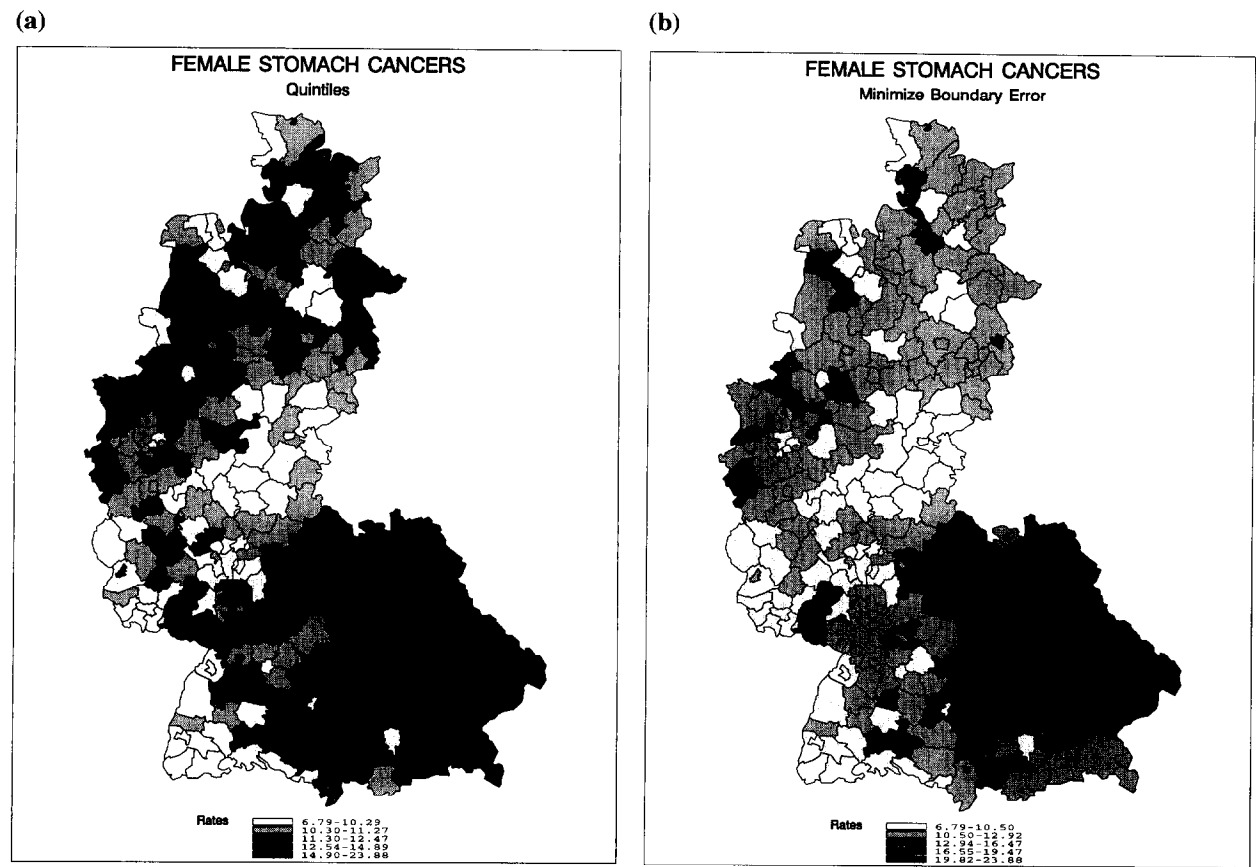 (a)
FEMALE STOMACH CANCERS
Quintiles
Rates
6.79-10.29
10.30-11.27
11.30-12.47
12.54-14.89
14.90-23.88
(b)
FEMALE STOMACH CANCERS
Minimize Boundary Error
Rates
6.79-10.50
10.50-12.92
12.94-16.47
16.55-19.47
19.82-23.88